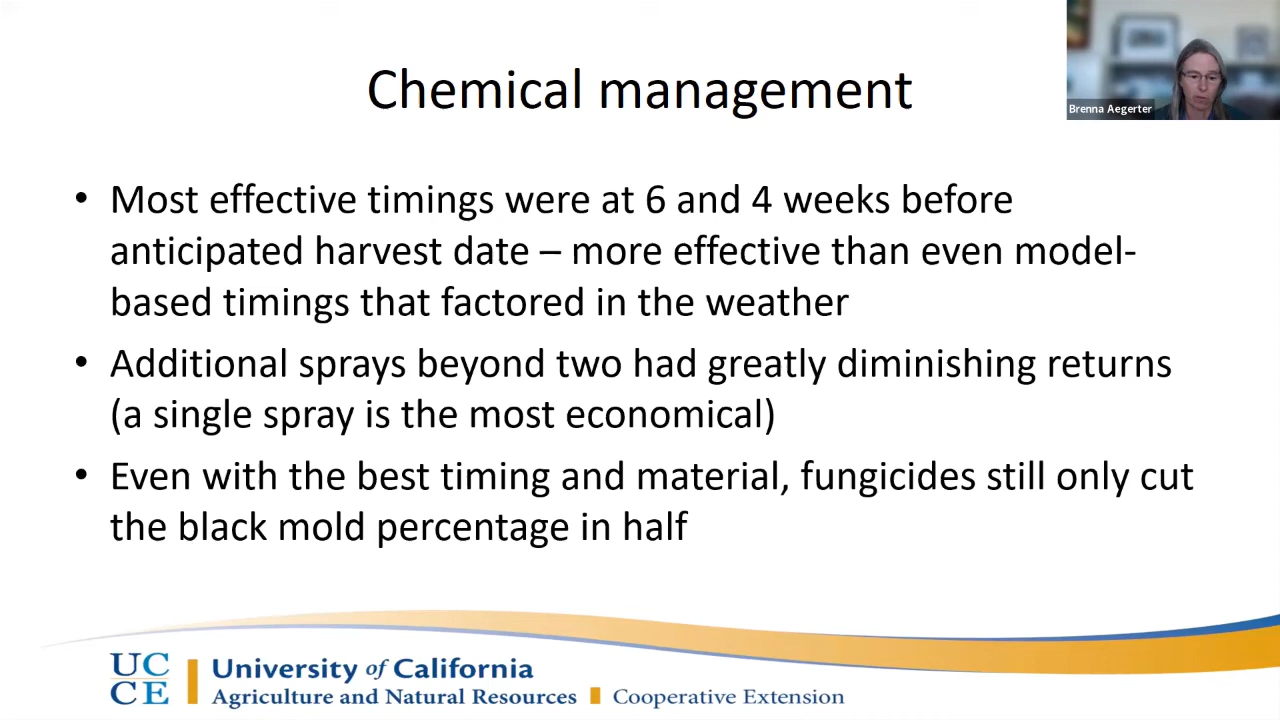 Chemical management
Brenna Aegerter
• Most effective timings were at 6 and 4 weeks before
anticipated harvest date – more effective than even model-
based timings that factored in the weather
• Additional sprays beyond two had greatly diminishing returns
(a single spray is the most economical)
• Even with the best timing and material, fungicides still only cut
the black mold percentage in half
UC
CE
University of California
Agriculture and Natural Resources Cooperative Extension